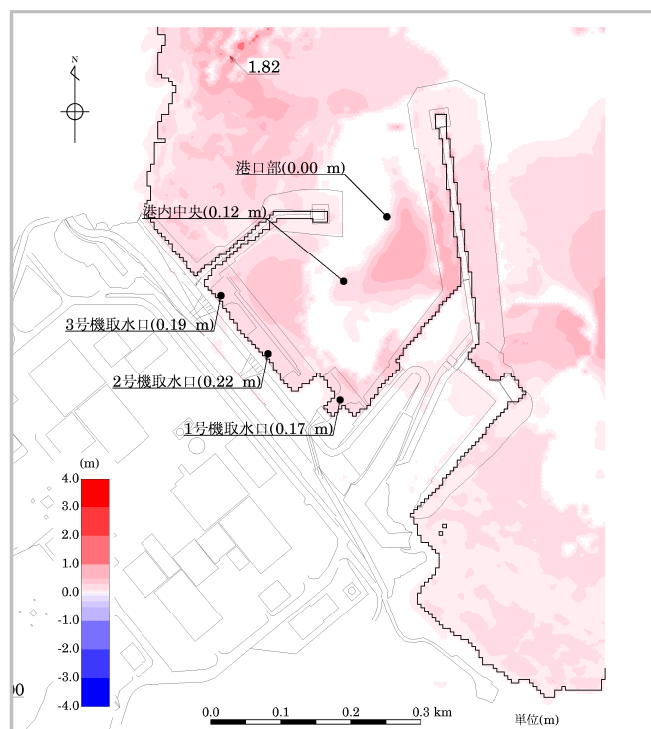 N
1.82
港口部(0.00 m)
港内中央(0.12 m)
3号機取水口(0.19 m)
2号機取水口(0.22 m)
1号機取水口(0.17 m)
(m)
4.0
3.0
2.0
1.0
0.0
-1.0
-2.0
-3.0
-4.0
0.0 0.1 0.2 0.3 km
単位(m)